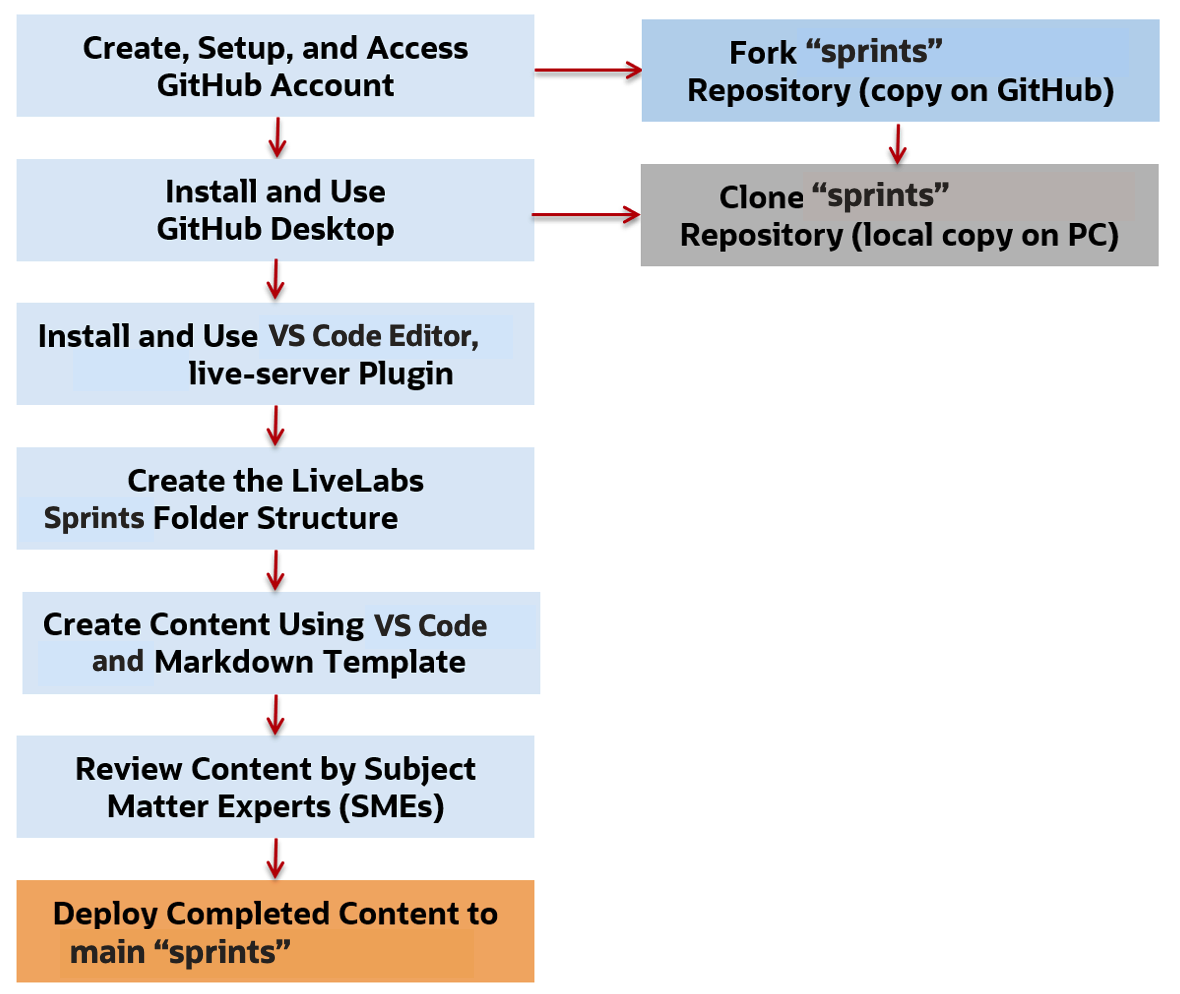 Create, Setup, and Access
GitHub Account
Fork “sprints”
Repository (copy on GitHub)
Install and Use
GitHub Desktop
Clone “sprints”
Repository (local copy on PC)
Install and Use VS Code Editor,
live-server Plugin
Create the LiveLabs
Sprints Folder Structure
Create Content Using VS Code
and Markdown Template
Review Content by Subject
Matter Experts (SMEs)
Deploy Completed Content to
main “sprints”